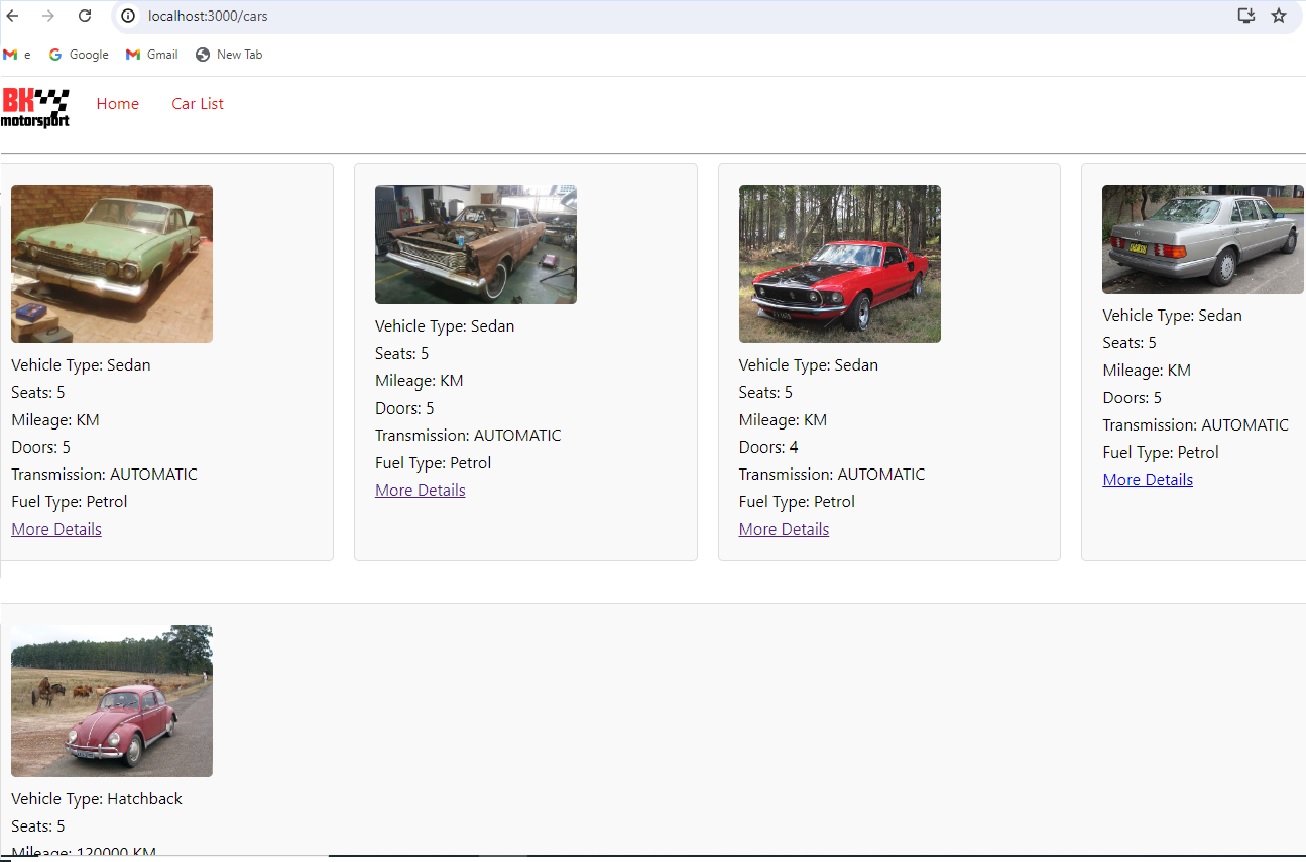 localhost:3000/cars
e Google Gmail New Tab
BK motorsport Home Car List
Vehicle Type: Sedan
Seats: 5
Mileage: KM
Doors: 5
Transmission: AUTOMATIC
Fuel Type: Petrol
More Details
Vehicle Type: Sedan
Seats: 5
Mileage: KM
Doors: 5
Transmission: AUTOMATIC
Fuel Type: Petrol
More Details
Vehicle Type: Sedan
Seats: 5
Mileage: KM
Doors: 4
Transmission: AUTOMATIC
Fuel Type: Petrol
More Details
Vehicle Type: Sedan
Seats: 5
Mileage: KM
Doors: 5
Transmission: AUTOMATIC
Fuel Type: Petrol
More Details
Vehicle Type: Hatchback
Seats: 5
Mileage: 120000 KM